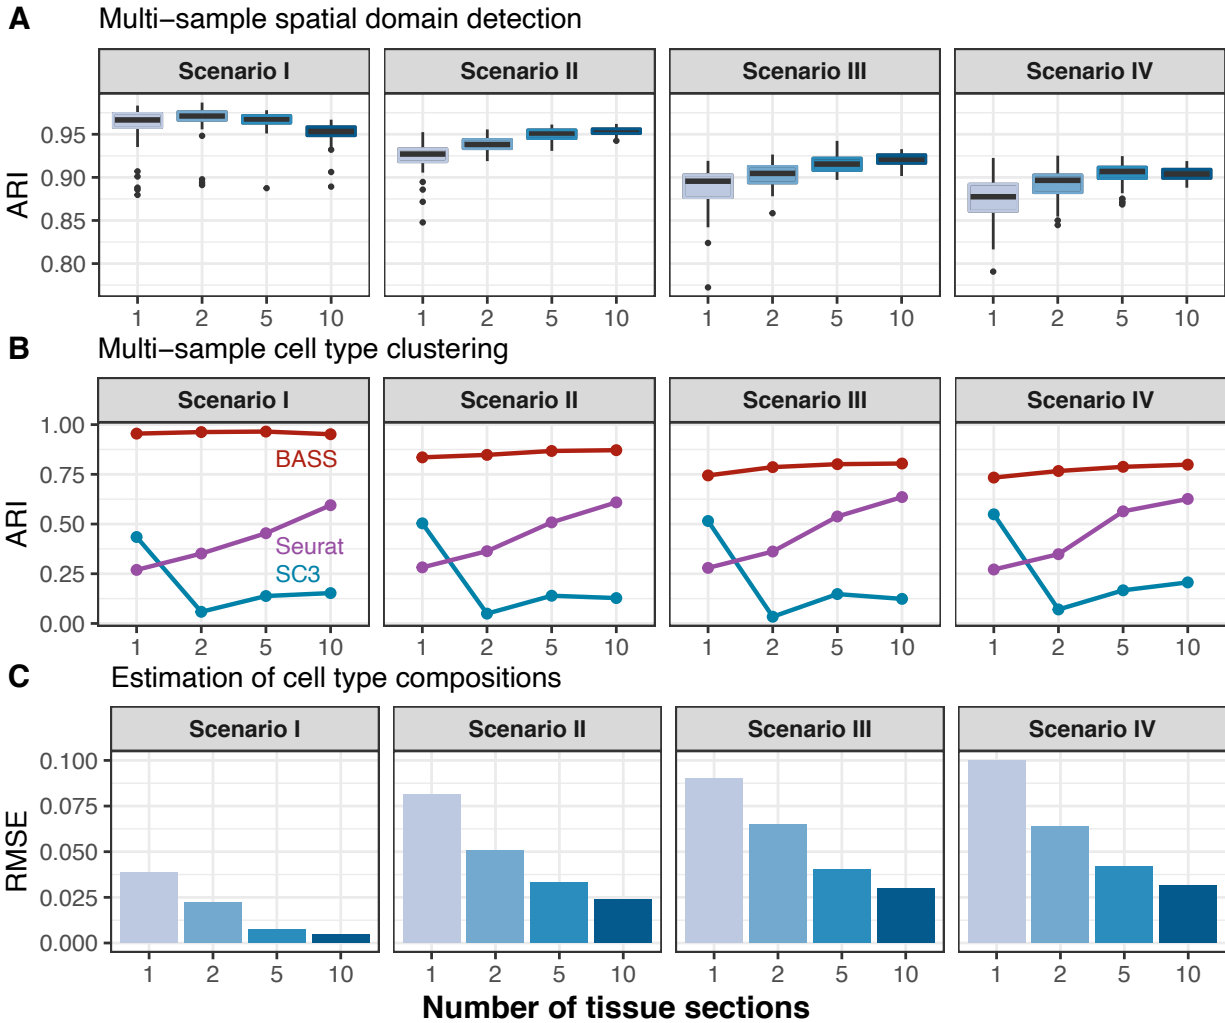 A Multi−sample spatial domain detection
Scenario I Scenario II Scenario III Scenario IV
ARI
0.95
0.90
0.85
0.80
1 2 5 10 1 2 5 10 1 2 5 10 1 2 5 10
B Multi−sample cell type clustering
Scenario I Scenario II Scenario III Scenario IV
ARI
1.00
0.75
0.50
0.25
0.00
BASS
Seurat
SC3
1 2 5 10 1 2 5 10 1 2 5 10 1 2 5 10
C Estimation of cell type compositions
Scenario I Scenario II Scenario III Scenario IV
RMSE
0.100
0.075
0.050
0.025
0.000
1 2 5 10 1 2 5 10 1 2 5 10 1 2 5 10
Number of tissue sections